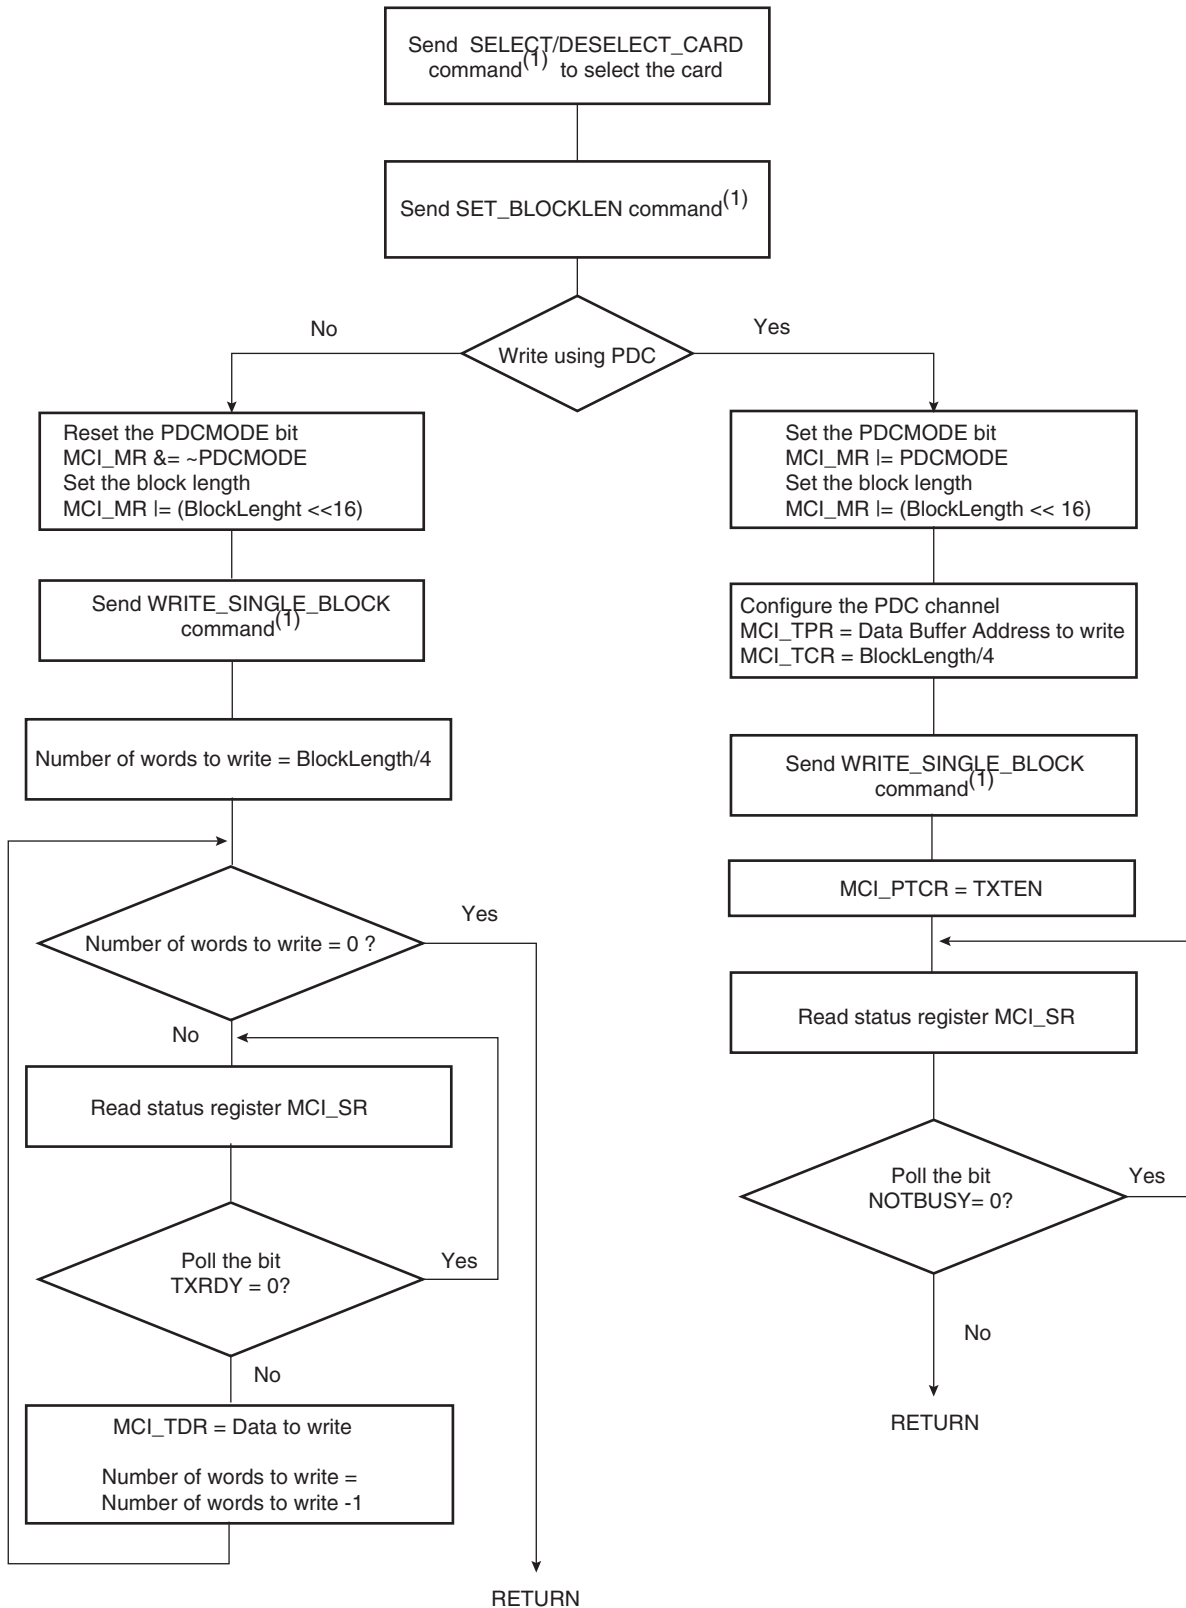 Send  SELECT/DESELECT_CARD
command(1) to select the card
Send SET_BLOCKLEN command(1)
No
Yes
Write using PDC
Reset the PDCMODE bit
MCI_MR &= ~PDCMODE
Set the block length
MCI_MR |= (BlockLenght <<16)
Send WRITE_SINGLE_BLOCK
command(1)
Number of words to write = BlockLength/4
Number of words to write = 0 ?
Yes
No
Read status register MCI_SR
Poll the bit
TXRDY = 0?
Yes
No
MCI_TDR = Data to write
Number of words to write =
Number of words to write -1
RETURN
Set the PDCMODE bit
MCI_MR |= PDCMODE
Set the block length
MCI_MR |= (BlockLength << 16)
Configure the PDC channel
MCI_TPR = Data Buffer Address to write
MCI_TCR = BlockLength/4
Send WRITE_SINGLE_BLOCK
command(1)
MCI_PTCR = TXTEN
Read status register MCI_SR
Poll the bit
NOTBUSY= 0?
Yes
No
RETURN